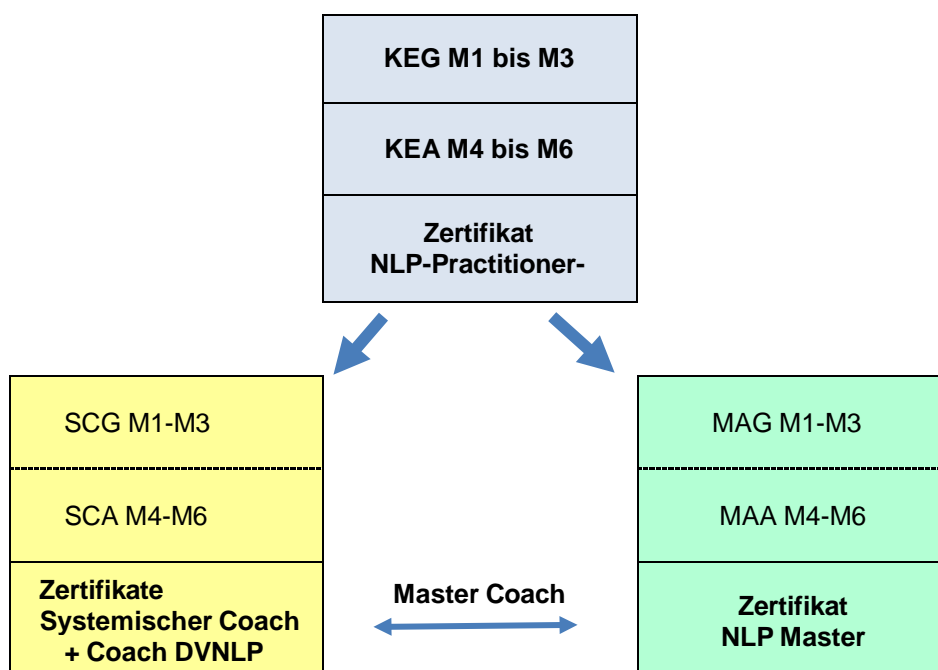 KEG M1 bis M3
KEA M4 bis M6
Zertifikat
NLP-Practitioner-
SCG M1-M3
SCA M4-M6
Zertifikate
Systemischer Coach
+ Coach DVNLP
Master Coach
MAG M1-M3
MAA M4-M6
Zertifikat
NLP Master